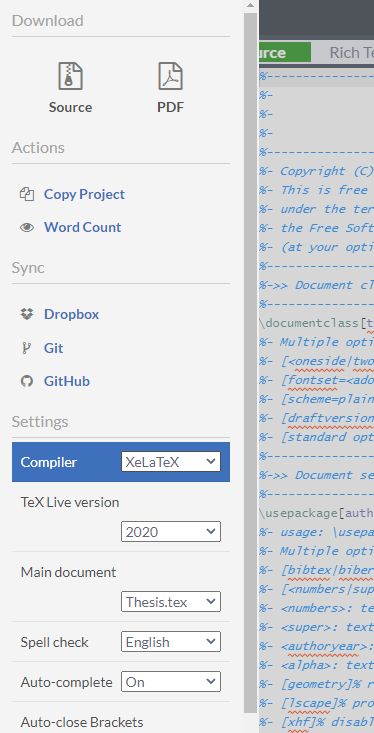 Download
Source
PDF
Actions
Copy Project
Word Count
Sync
Dropbox
Git
GitHub
Settings
Compiler
XeLaTeX
TeX Live version
2020
Main document
Thesis.tex
Spell check
English
Auto-complete
On
Auto-close Brackets
urce
Rich Te
%---------------
%-
%-
%-
%---------------
%- Copyright (C)
%- This is free
%- under the ter
%- the Free Soft
%- (at your opti
%---------------
%->> Document cl
%---------------
\documentclass[t
%- Multiple opti
%- [<oneside|two
%- [fontset=<ado
%- [scheme=plain
%- [draftversion
%- [standard opt
%---------------
%->> Document se
%---------------
\usepackage[auth
%- usage: \usepa
%- Multiple opti
%- [bibtex|biber
%- [<numbers|sup
%- <numbers>: te
%- <super>: text
%- <authoryear>:
%- <alpha>: text
%- [geometry]% r
%- [lscape]% pro
%- [xhf]% disabl